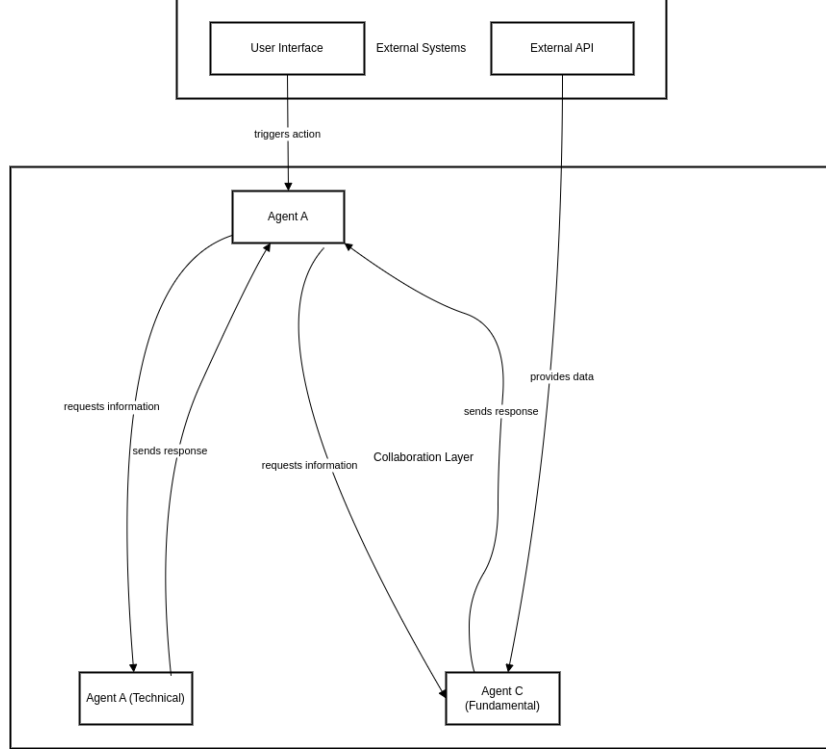 User Interface
External Systems
External API
triggers action
Agent A
provides data
requests information
sends response
sends response
requests information
Collaboration Layer
Agent A (Technical)
Agent C
(Fundamental)